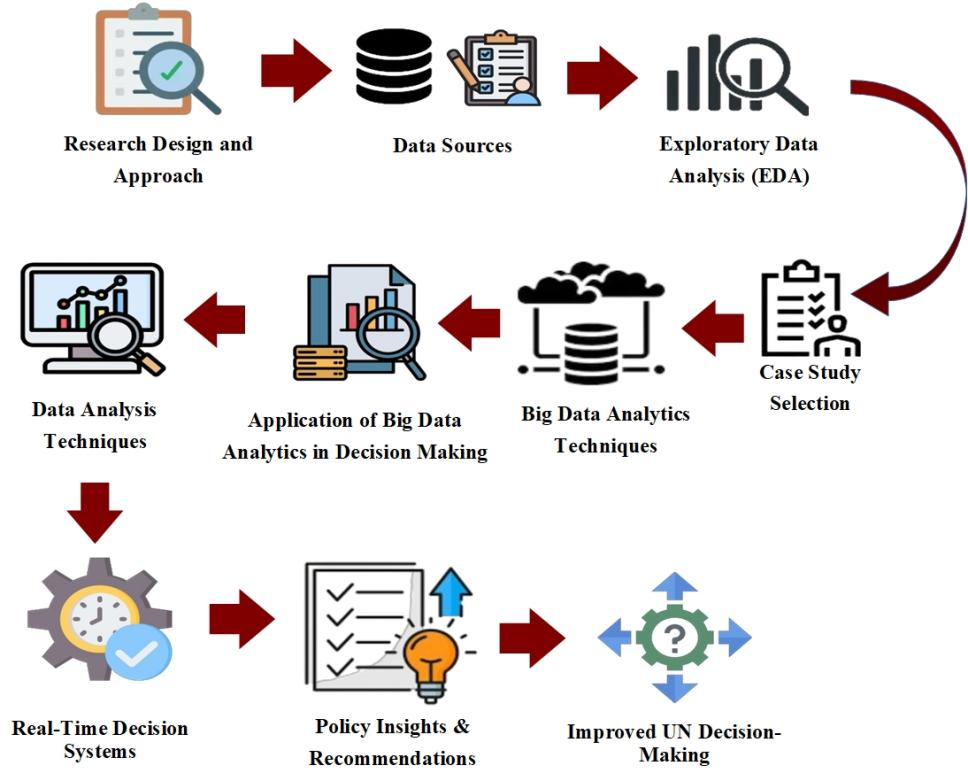 Research Design and
Approach
Data Sources
Exploratory Data
Analysis (EDA)
Case Study
Selection
Big Data Analytics
Techniques
Application of Big Data
Analytics in Decision Making
Data Analysis
Techniques
Real-Time Decision
Systems
Policy Insights &
Recommendations
?
Improved UN Decision-
Making